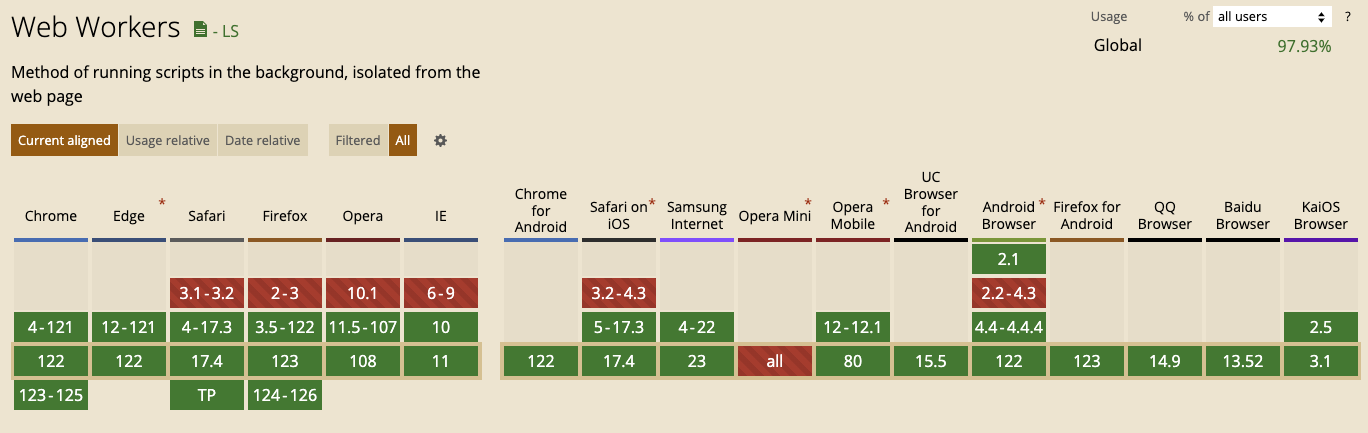 Web Workers - LS
Usage % of all users ?
Global 97.93%
Method of running scripts in the background, isolated from the
web page
Current aligned Usage relative Date relative Filtered All
Chrome Edge * Safari Firefox Opera IE
Chrome for Android Safari on iOS * Samsung Internet Opera Mini * Opera Mobile * UC Browser for Android Android Browser * Firefox for Android QQ Browser Baidu Browser KaiOS Browser
2.1
3.1-3.2 2-3 10.1 6-9 3.2-4.3 2.2-4.3
4-121 12-121 4-17.3 3.5-122 11.5-107 10 5-17.3 4-22 12-12.1 4.4-4.4.4 2.5
122 122 17.4 123 108 11 122 17.4 23 all 80 15.5 122 123 14.9 13.52 3.1
123-125 TP 124-126